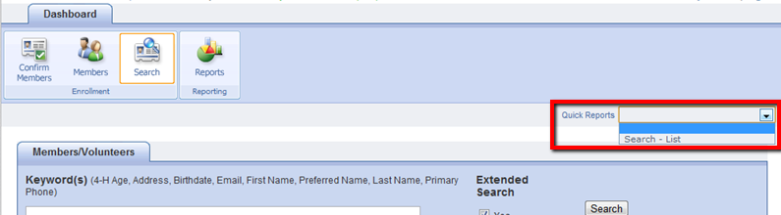 Dashboard
Confirm Members
Members
Search
Reports
Enrollment
Reporting
Quick Reports
Search - List
Members/Volunteers
Keyword(s) (4-H Age, Address, Birthdate, Email, First Name, Preferred Name, Last Name, Primary
Phone)
Extended
Search
Search
Yes